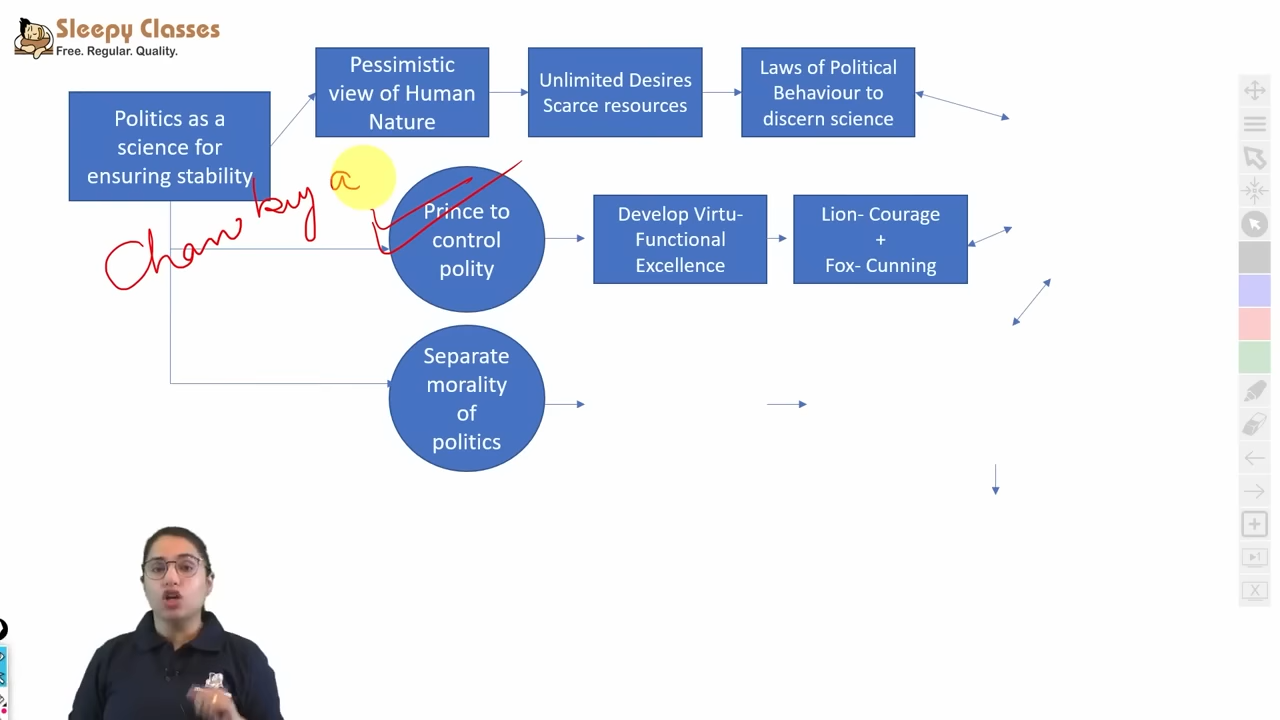 Sleepy Classes
Free. Regular. Quality.
Politics as a
science for
ensuring stability
Pessimistic
view of Human
Nature
Unlimited Desires
Scarce resources
Laws of Political
Behaviour to
discern science
Chanakya
Prince to
control
polity
Develop Virtu-
Functional
Excellence
Lion- Courage
+
Fox- Cunning
Separate
morality
of
politics